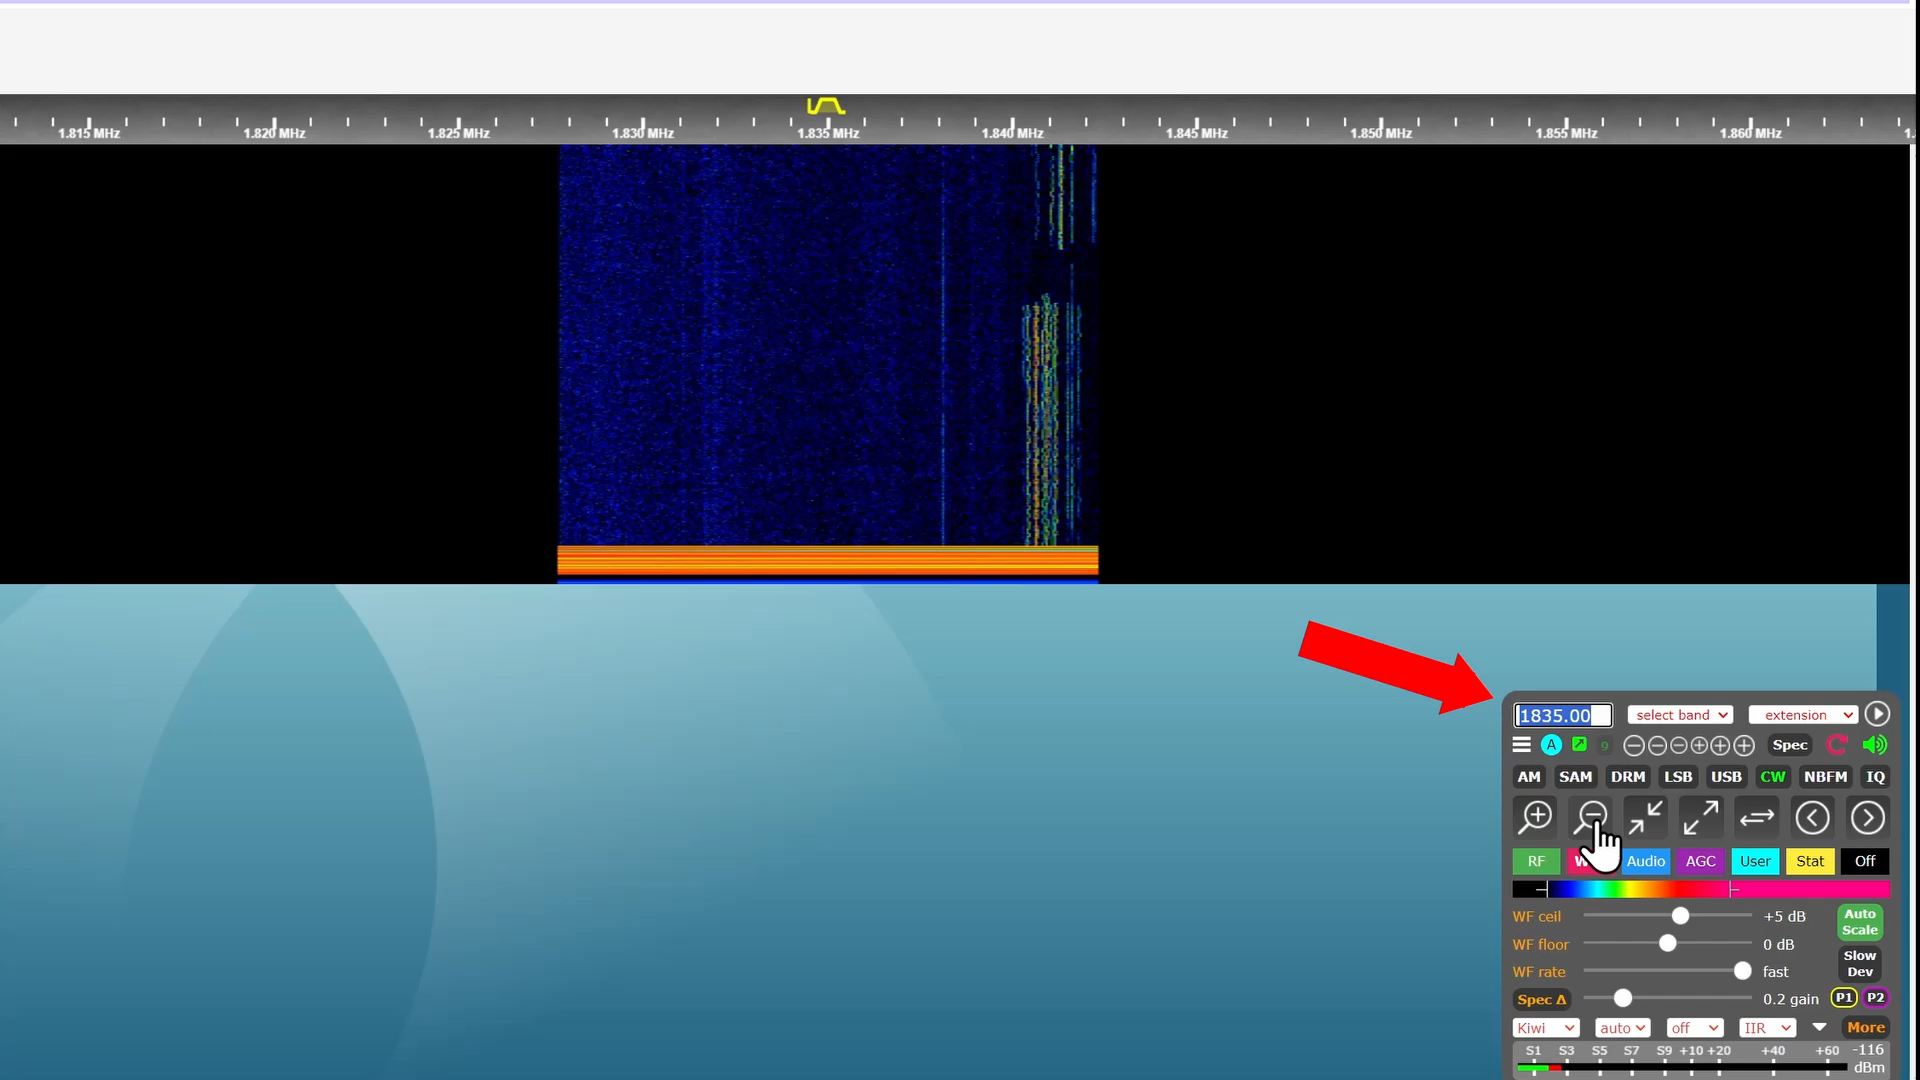 1.815 MHz 1.820 MHz 1.825 MHz 1.830 MHz 1.835 MHz 1.840 MHz 1.845 MHz 1.850 MHz 1.855 MHz 1.860 MHz 1.
1835.00 select band extension
A 9 Spec
AM SAM DRM LSB USB CW NBFM IQ
RF W Audio AGC User Stat Off
WF ceil +5 dB Auto Scale
WF floor 0 dB
WF rate fast Slow Dev
Spec Δ 0.2 gain P1 P2
Kiwi auto off IIR More
S1 S3 S5 S7 S9 +10 +20 +40 +60 -116
dBm